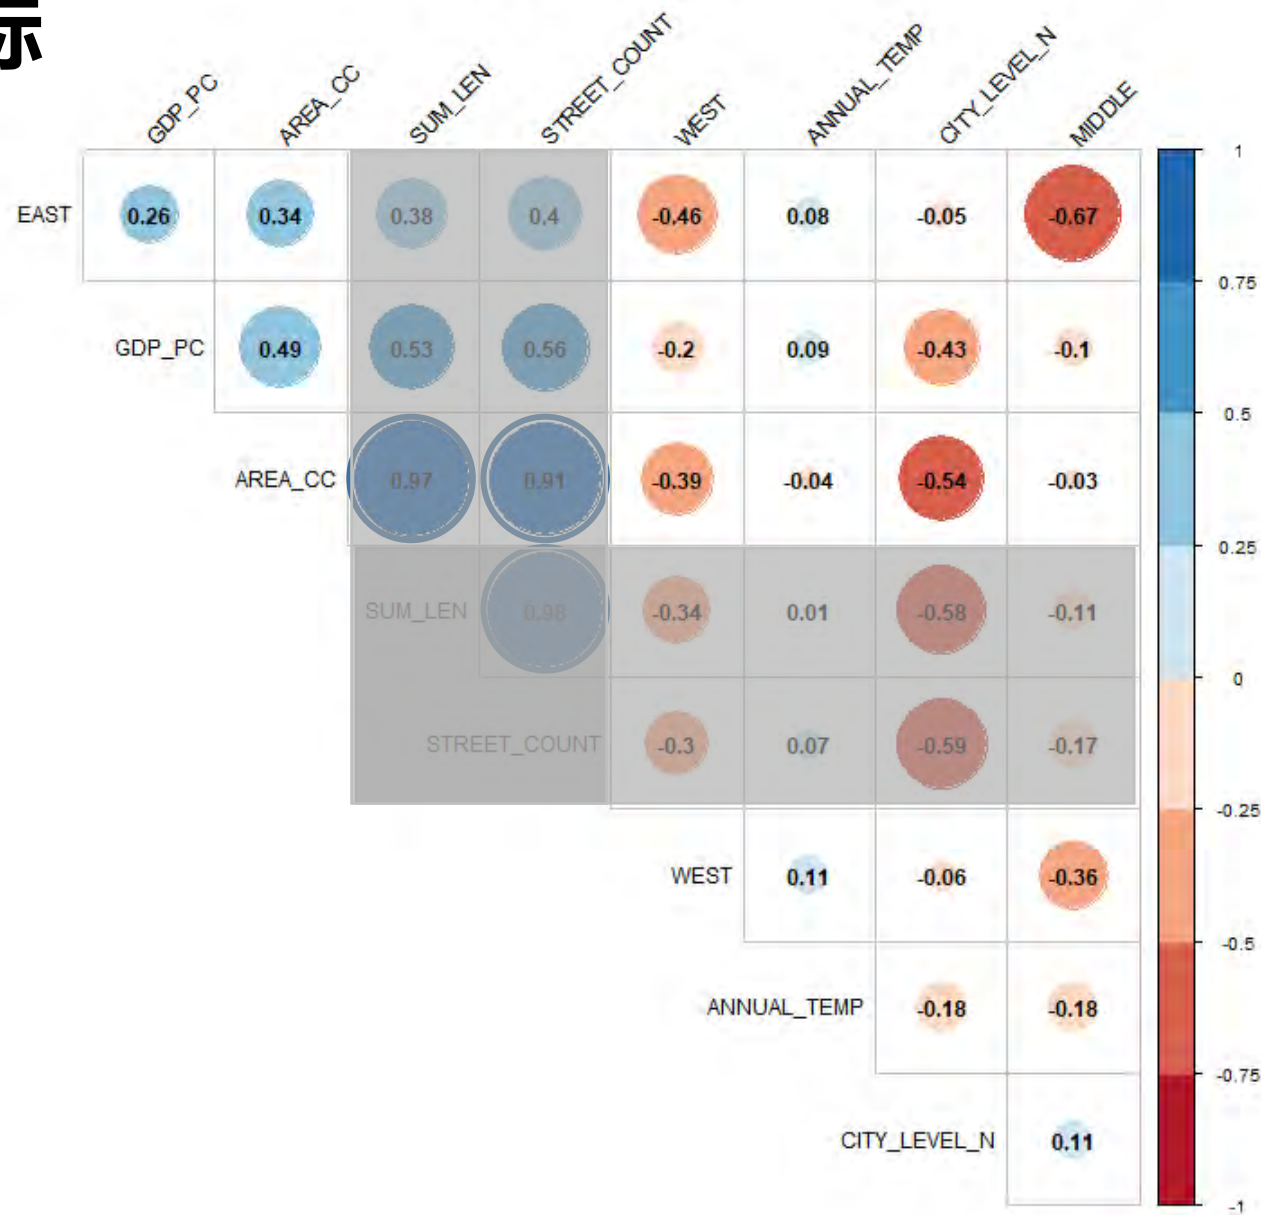 标
GDP_PC AREA_CC SUM_LEN STREET_COUNT WEST ANNUAL_TEMP CITY_LEVEL_N MIDDLE
EAST 0.26 0.34 0.38 0.4 -0.46 0.08 -0.05 -0.67
GDP_PC 0.49 0.53 0.56 -0.2 0.09 -0.43 -0.1
AREA_CC 0.97 0.91 -0.39 -0.04 -0.54 -0.03
SUM_LEN 0.98 -0.34 0.01 -0.58 -0.11
STREET_COUNT -0.3 0.07 -0.59 -0.17
WEST 0.11 -0.06 -0.36
ANNUAL_TEMP -0.18 -0.18
CITY_LEVEL_N 0.11
1
0.75
0.5
0.25
0
-0.25
-0.5
-0.75
-1